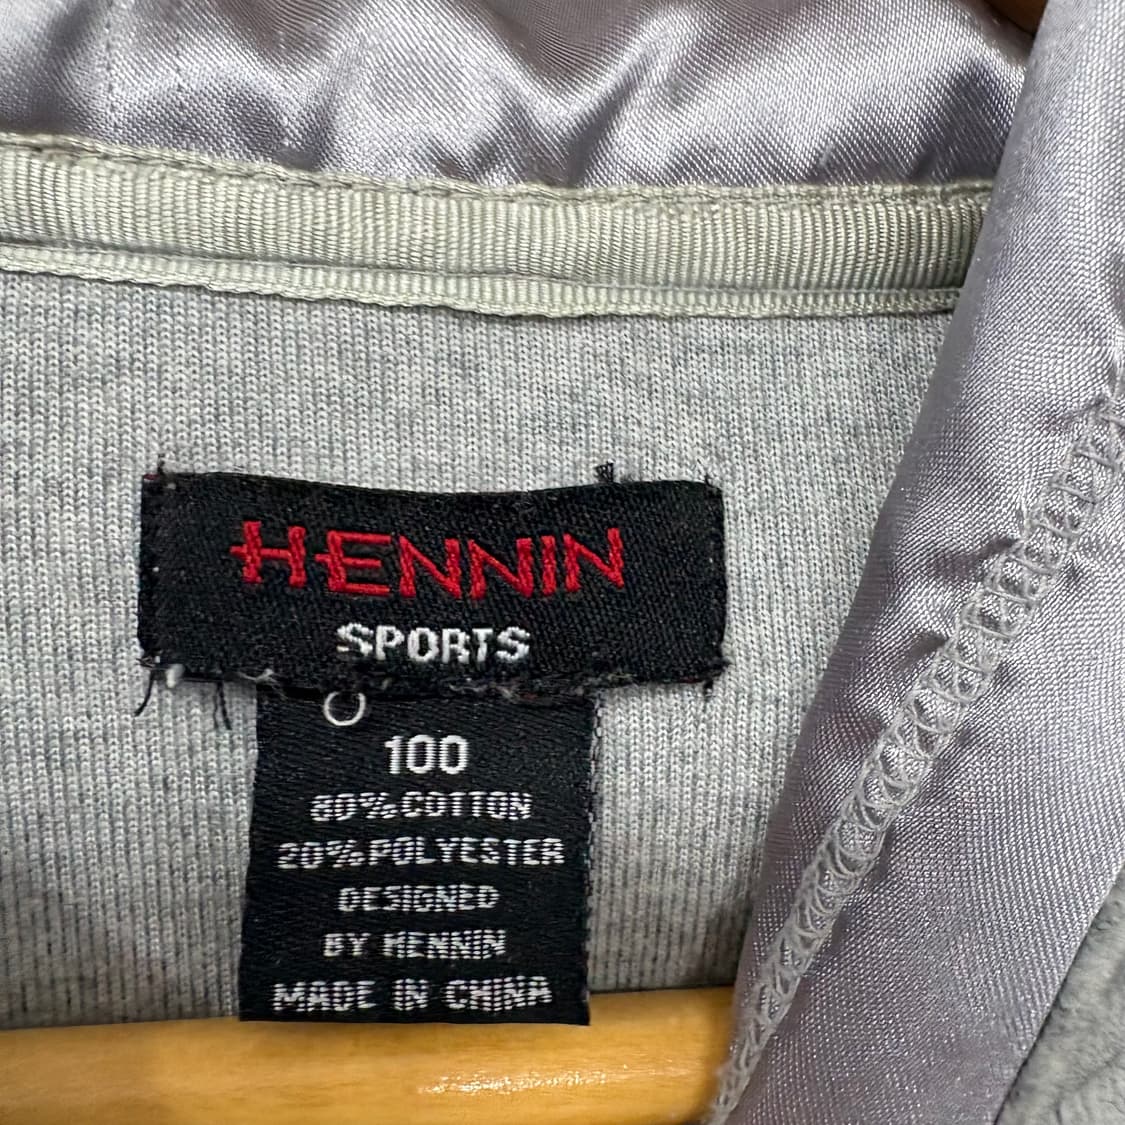 HENNIN
SPORTS
100
80%COTTON
20%POLYESTER
DESIGNED
BY HENNIN
MADE IN CHINA